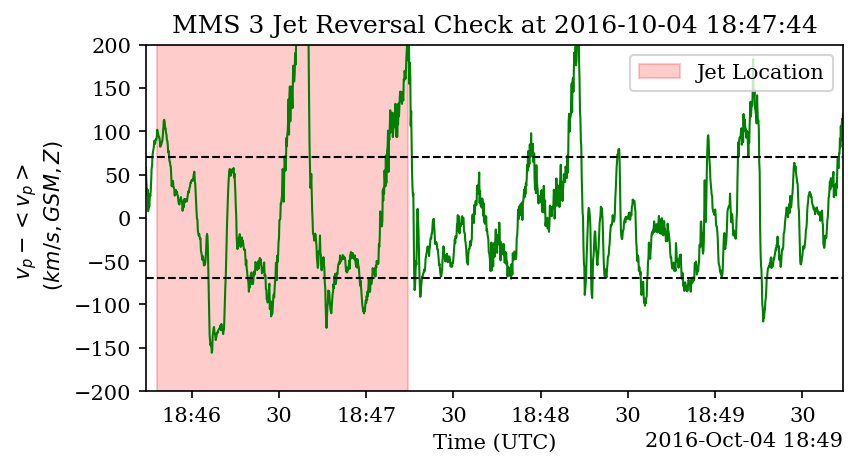 MMS 3 Jet Reversal Check at 2016-10-04 18:47:44
Jet Location
200
150
100
50
0
−50
−100
−150
−200
v_p − < v_p >
(km/s, GSM, Z)
18:46
30
18:47
30
18:48
30
18:49
30
Time (UTC)
2016-Oct-04 18:49